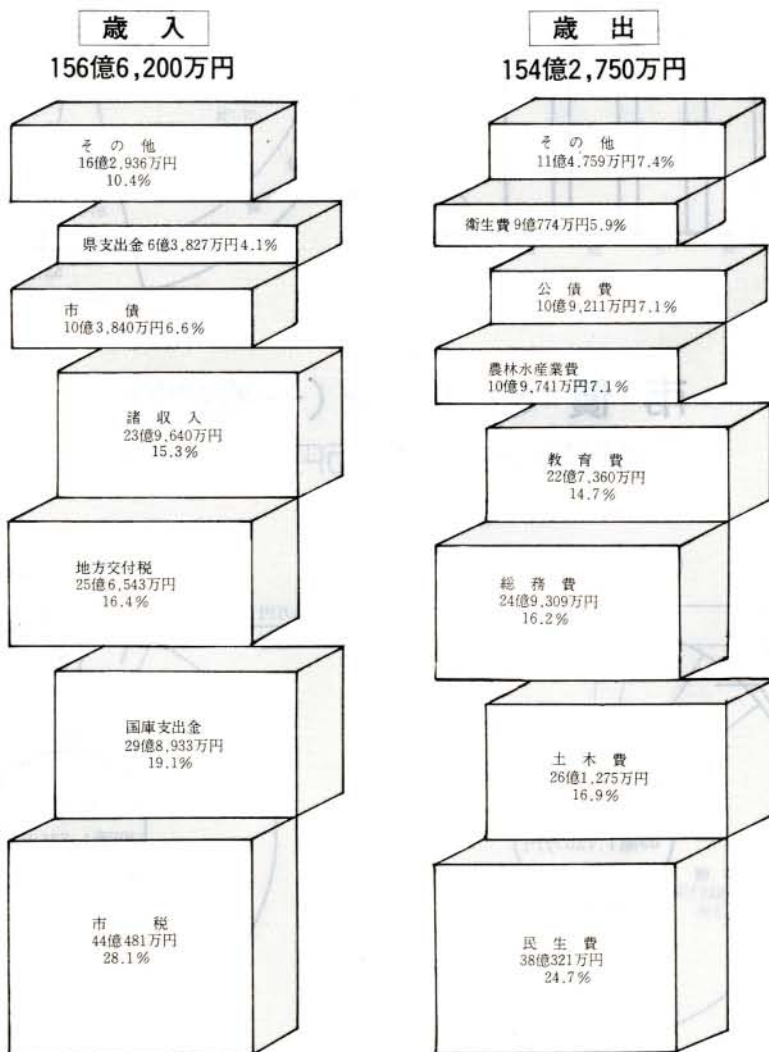 歳入
156億6,200万円
その他
16億2,936万円
10.4%
県支出金 6億3,827万円4.1%
市債
10億3,840万円6.6%
諸収入
23億9,640万円
15.3%
地方交付税
25億6,543万円
16.4%
国庫支出金
29億8,933万円
19.1%
市税
44億481万円
28.1%
歳出
154億2,750万円
その他
11億4,759万円7.4%
衛生費 9億774万円5.9%
公債費
10億9,211万円7.1%
農林水産業費
10億9,741万円7.1%
教育費
22億7,360万円
14.7%
総務費
24億9,309万円
16.2%
土木費
26億1,275万円
16.9%
民生費
38億321万円
24.7%